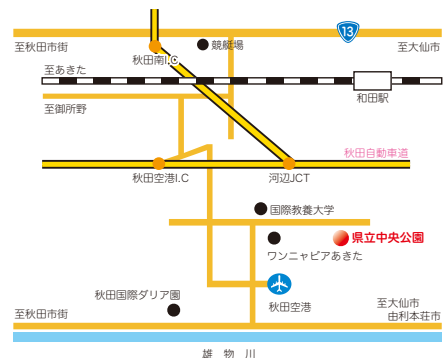 13
至秋田市街
競艇場
至大仙市
秋田南I.C
至あきた
和田駅
至御所野
秋田自動車道
秋田空港I.C
河辺JCT
国際教養大学
県立中央公園
ワンニャピアあきた
秋田国際ダリア園
秋田空港
至大仙市
由利本荘市
至秋田市街
雄物川